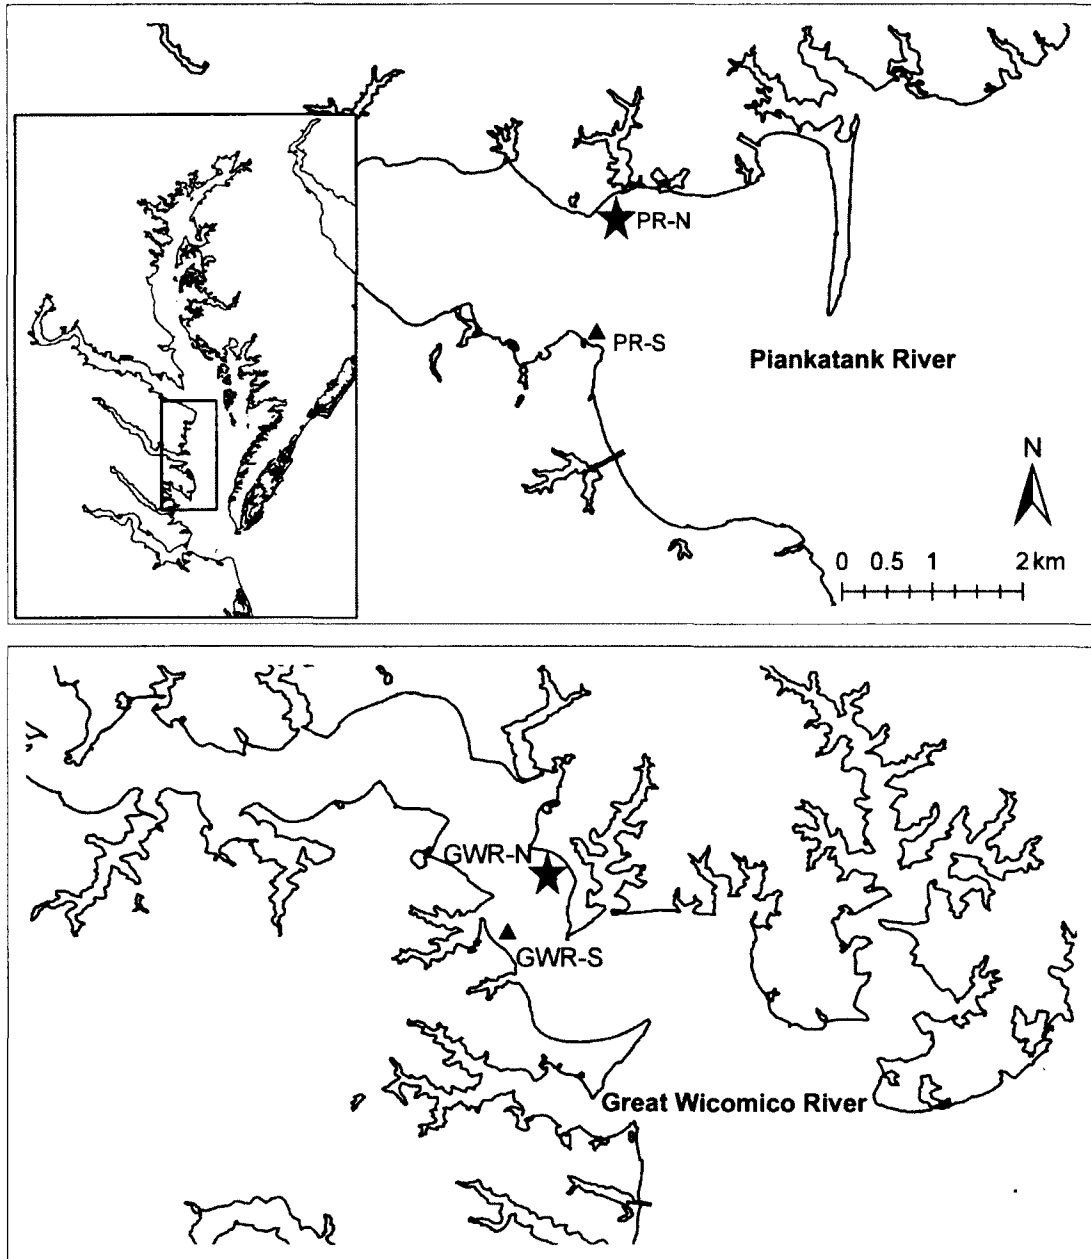 PR-N
PR-S
Piankatank River
N
0 0.5 1 2 km
GWR-N
GWR-S
Great Wicomico River